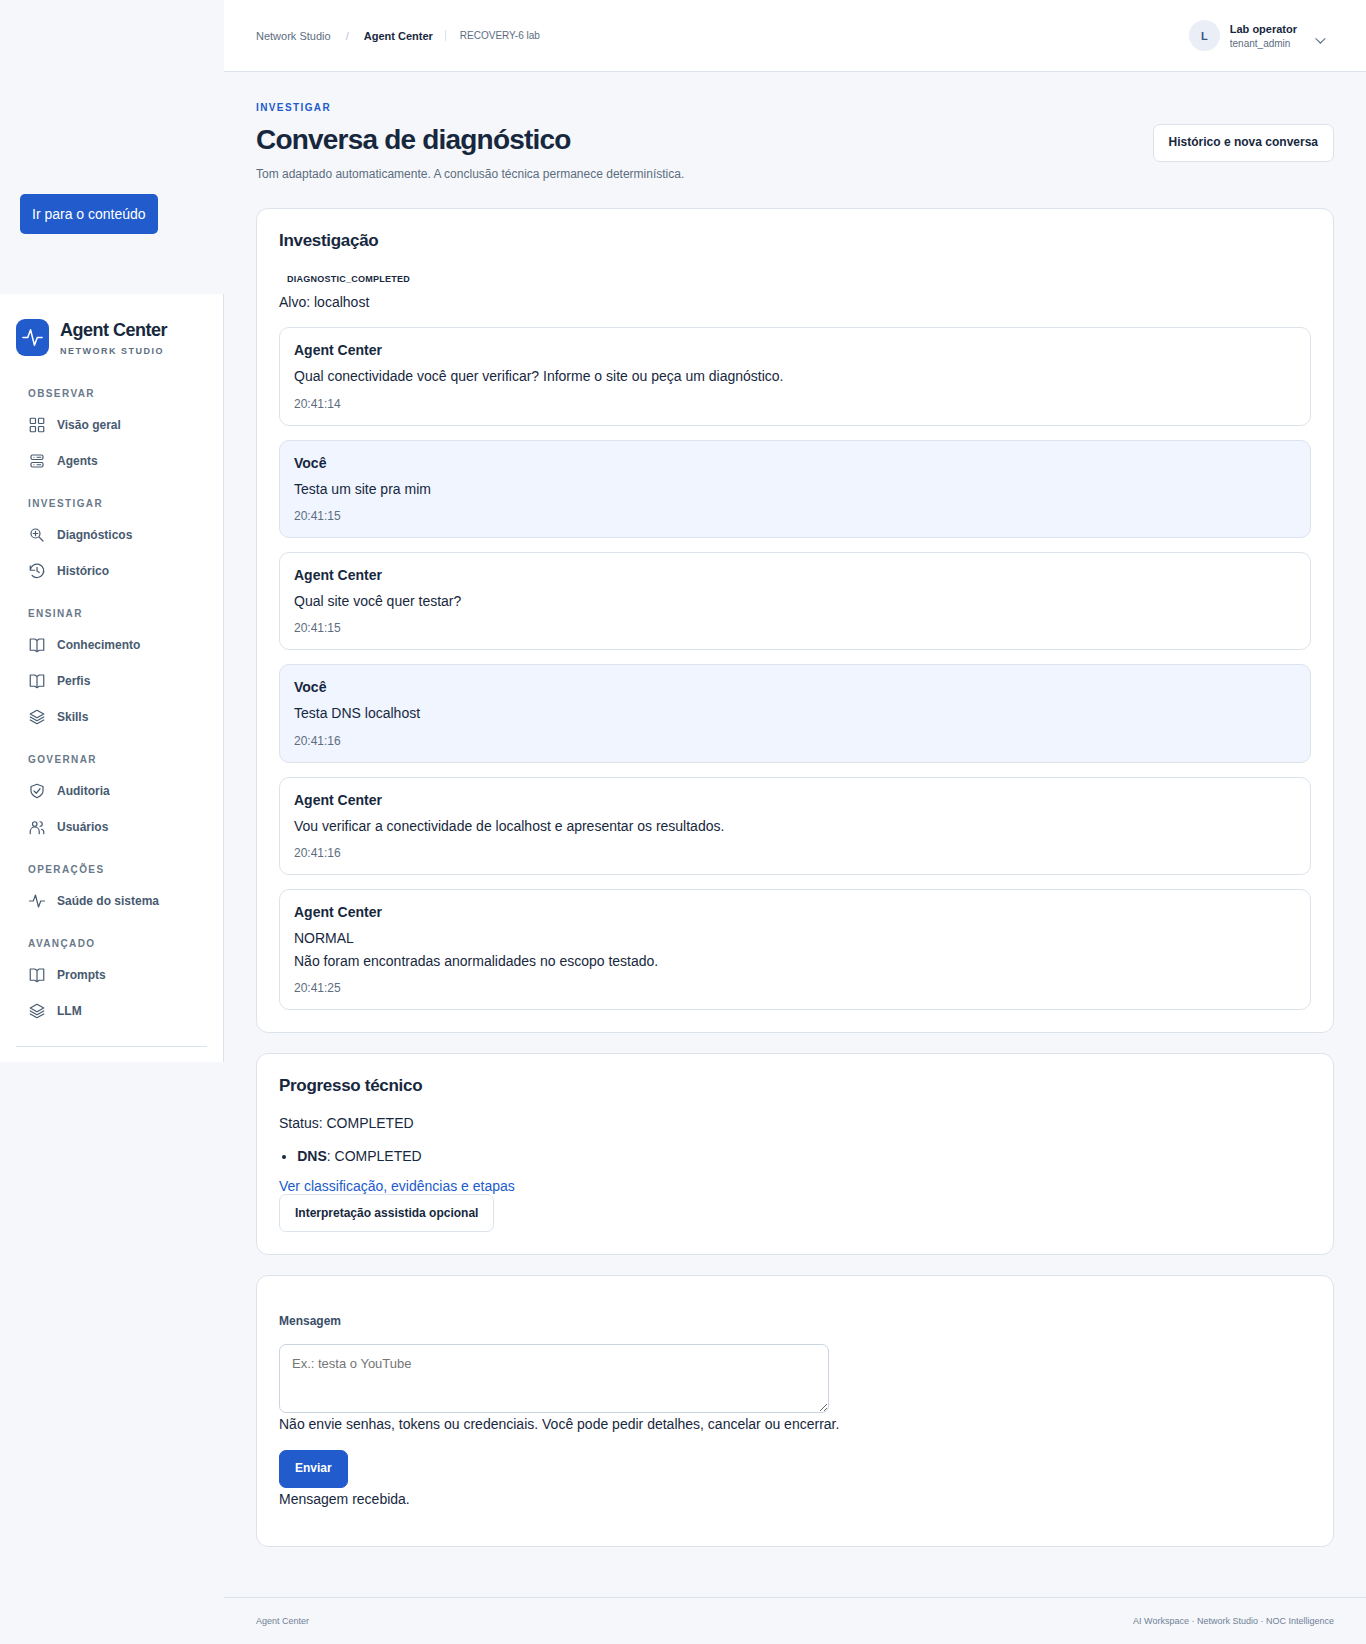 Network Studio / Agent Center RECOVERY-6 lab
L Lab operator
tenant_admin
Ir para o conteúdo
Agent Center
NETWORK STUDIO
OBSERVAR
Visão geral
Agents
INVESTIGAR
Diagnósticos
Histórico
ENSINAR
Conhecimento
Perfis
Skills
GOVERNAR
Auditoria
Usuários
OPERAÇÕES
Saúde do sistema
AVANÇADO
Prompts
LLM
INVESTIGAR
Conversa de diagnóstico
Histórico e nova conversa
Tom adaptado automaticamente. A conclusão técnica permanece determinística.
Investigação
DIAGNOSTIC_COMPLETED
Alvo: localhost
Agent Center
Qual conectividade você quer verificar? Informe o site ou peça um diagnóstico.
20:41:14
Você
Testa um site pra mim
20:41:15
Agent Center
Qual site você quer testar?
20:41:15
Você
Testa DNS localhost
20:41:16
Agent Center
Vou verificar a conectividade de localhost e apresentar os resultados.
20:41:16
Agent Center
NORMAL
Não foram encontradas anormalidades no escopo testado.
20:41:25
Progresso técnico
Status: COMPLETED
• DNS: COMPLETED
Ver classificação, evidências e etapas
Interpretação assistida opcional
Mensagem
Ex.: testa o YouTube
Não envie senhas, tokens ou credenciais. Você pode pedir detalhes, cancelar ou encerrar.
Enviar
Mensagem recebida.
Agent Center
AI Workspace · Network Studio · NOC Intelligence